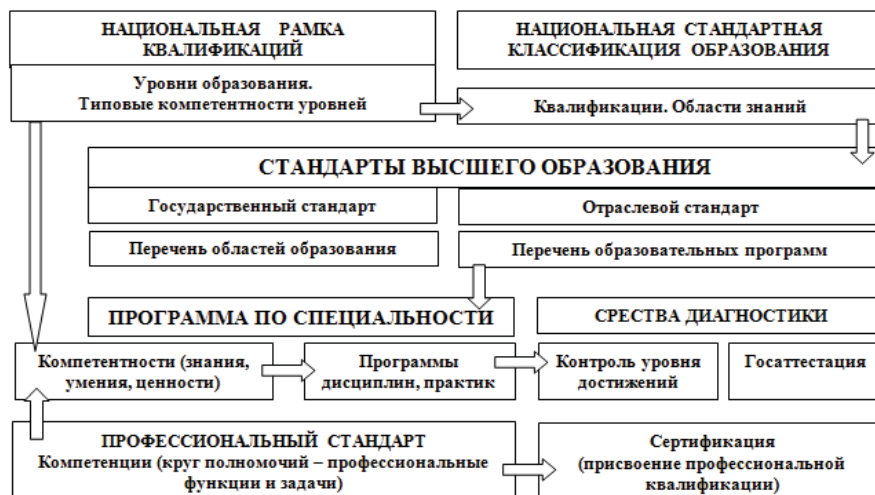 НАЦИОНАЛЬНАЯ РАМКА
КВАЛИФИКАЦИЙ
Уровни образования.
Типовые компетентности уровней
НАЦИОНАЛЬНАЯ СТАНДАРТНАЯ
КЛАССИФИКАЦИЯ ОБРАЗОВАНИЯ
Квалификации. Области знаний
СТАНДАРТЫ ВЫСШЕГО ОБРАЗОВАНИЯ
Государственный стандарт
Отраслевой стандарт
Перечень областей образования
Перечень образовательных программ
ПРОГРАММА ПО СПЕЦИАЛЬНОСТИ
СРЕСТВА ДИАГНОСТИКИ
Компетентности (знания,
умения, ценности)
Программы
дисциплин, практик
Контроль уровня
достижений
Госаттестация
ПРОФЕССИОНАЛЬНЫЙ СТАНДАРТ
Компетенции (круг полномочий – профессиональные
функции и задачи)
Сертификация
(присвоение профессиональной
квалификации)